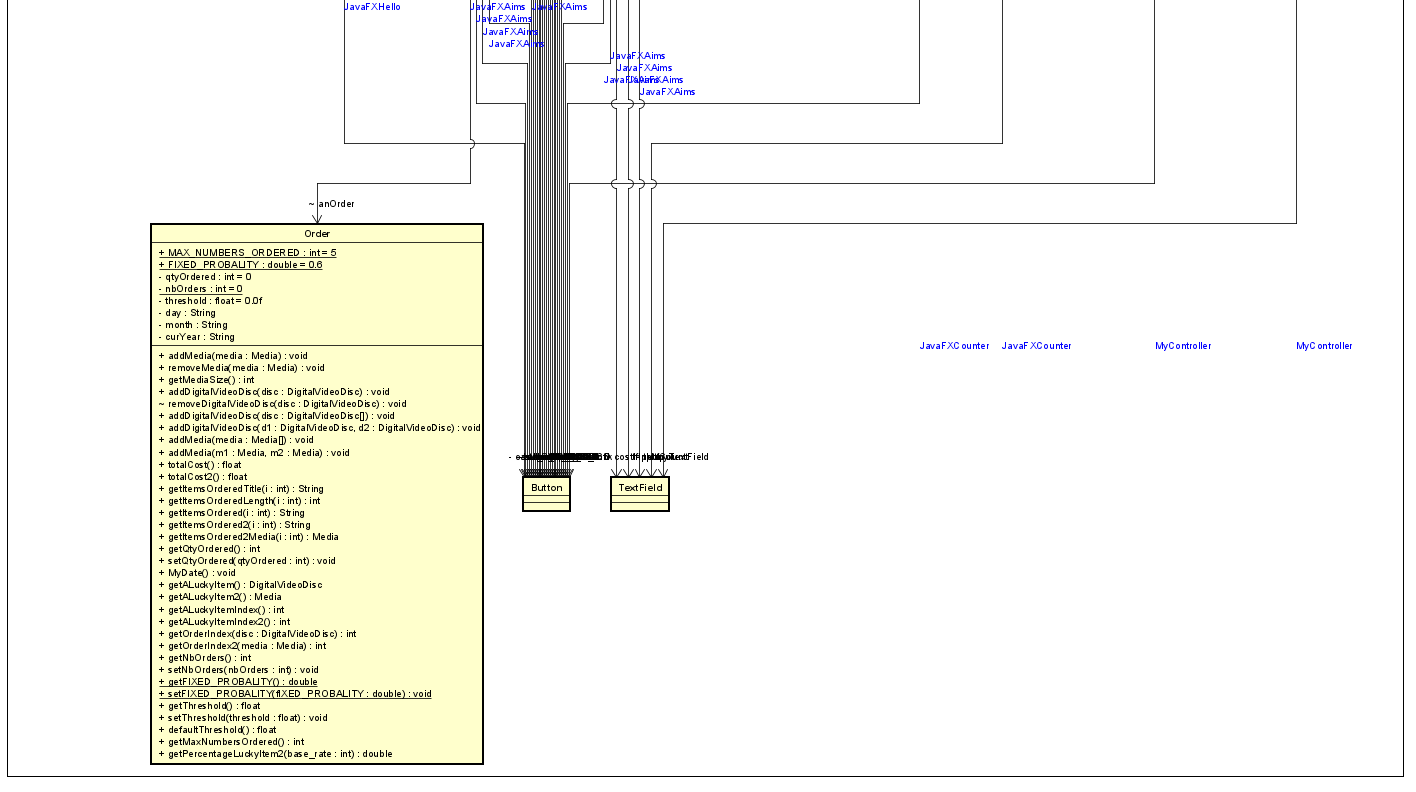 JavaFXHello
JavaFXAims
JavaFXAims
JavaFXAims
JavaFXAims
JavaFXAims
JavaFXAims
JavaFXAims
JavaFXAims
JavaFXAims
JavaFXAims
~ anOrder
Order
+ MAX_NUMBERS_ORDERED : int = 5
+ FIXED_PROBALITY : double = 0.6
- qtyOrdered : int = 0
- nbOrders : int = 0
- threshold : float = 0.0f
- day : String
- month : String
- curYear : String
+ addMedia(media : Media) : void
+ removeMedia(media : Media) : void
+ getMediaSize() : int
+ addDigitalVideoDisc(disc : DigitalVideoDisc) : void
~ removeDigitalVideoDisc(disc : DigitalVideoDisc) : void
+ addDigitalVideoDisc(disc : DigitalVideoDisc[]) : void
+ addDigitalVideoDisc(d1 : DigitalVideoDisc, d2 : DigitalVideoDisc) : void
+ addMedia(media : Media[]) : void
+ addMedia(m1 : Media, m2 : Media) : void
+ totalCost() : float
+ totalCost2() : float
+ getItemsOrderedTitle(i : int) : String
+ getItemsOrderedLength(i : int) : int
+ getItemsOrdered(i : int) : String
+ getItemsOrdered2(i : int) : String
+ getItemsOrdered2Media(i : int) : Media
+ getQtyOrdered() : int
+ setQtyOrdered(qtyOrdered : int) : void
+ MyDate() : void
+ getALuckyItem() : DigitalVideoDisc
+ getALuckyItem2() : Media
+ getALuckyItemIndex() : int
+ getALuckyItemIndex2() : int
+ getOrderIndex(disc : DigitalVideoDisc) : int
+ getOrderIndex2(media : Media) : int
+ getNbOrders() : int
+ setNbOrders(nbOrders : int) : void
+ getFIXED_PROBALITY() : double
+ setFIXED_PROBALITY(fIXED_PROBALITY : double) : void
+ getThreshold() : float
+ setThreshold(threshold : float) : void
+ defaultThreshold() : float
+ getMaxNumbersOrdered() : int
+ getPercentageLuckyItem2(base_rate : int) : double
JavaFXCounter
JavaFXCounter
MyController
MyController
Button
TextField